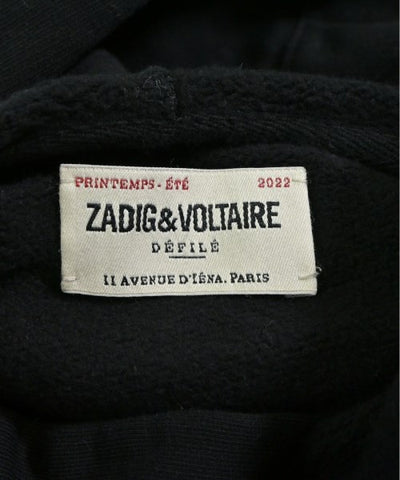 PRINTEMPS - ÉTÉ 2022
ZADIG&VOLTAIRE
DÉFILÉ
11 AVENUE D'IÉNA. PARIS